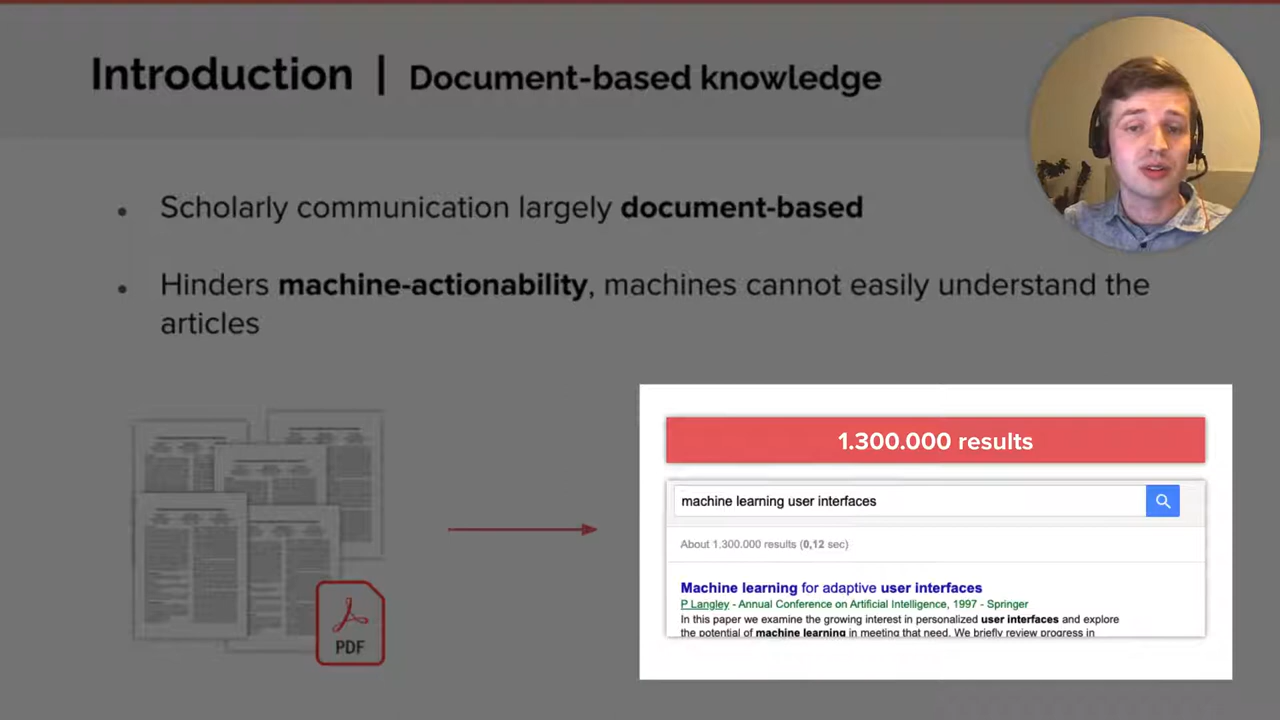 Introduction | Document-based knowledge
• Scholarly communication largely document-based
• Hinders machine-actionability, machines cannot easily understand the
articles
PDF
1.300.000 results
machine learning user interfaces
About 1.300.000 results (0,12 sec)
Machine learning for adaptive user interfaces
P Langley - Annual Conference on Artificial Intelligence, 1997 - Springer
In this paper we examine the growing interest in personalized user interfaces and explore
the potential of machine learning in meeting that need. We briefly review progress in